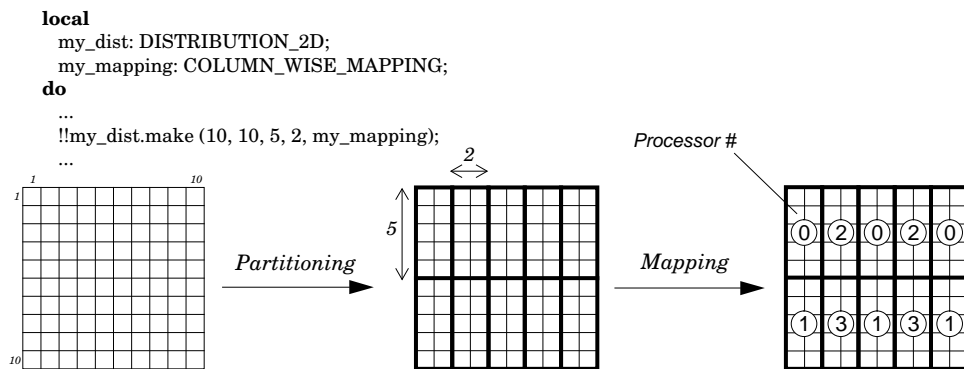 local
my_dist: DISTRIBUTION_2D;
my_mapping: COLUMN_WISE_MAPPING;
do
...
!!my_dist.make (10, 10, 5, 2, my_mapping);
...
Processor #
1
10
1
10
2
5
Partitioning
Mapping
0 2 0 2 0
1 3 1 3 1